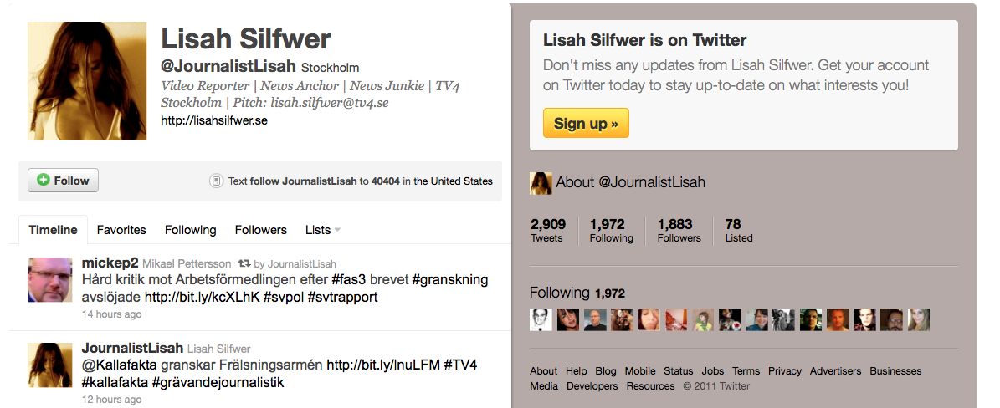 Lisah Silfwer
@JournalistLisah Stockholm
Video Reporter | News Anchor | News Junkie | TV4
Stockholm | Pitch: lisah.silfwer@tv4.se
http://lisahsilfwer.se
Follow
Text follow JournalistLisah to 40404 in the United States
Timeline Favorites Following Followers Lists
mickep2 Mikael Pettersson by JournalistLisah
Hård kritik mot Arbetsförmedlingen efter #fas3 brevet #granskning
avslöjade http://bit.ly/kcXLhK #svpol #svtrapport
14 hours ago
JournalistLisah Lisah Silfwer
@Kallafakta granskar Frälsningsarmén http://bit.ly/lnuLFM #TV4
#kallafakta #grävandejournalistik
12 hours ago
Lisah Silfwer is on Twitter
Don't miss any updates from Lisah Silfwer. Get your account
on Twitter today to stay up-to-date on what interests you!
Sign up »
About @JournalistLisah
2,909 1,972 1,883 78
Tweets Following Followers Listed
Following 1,972
About Help Blog Mobile Status Jobs Terms Privacy Advertisers Businesses
Media Developers Resources © 2011 Twitter